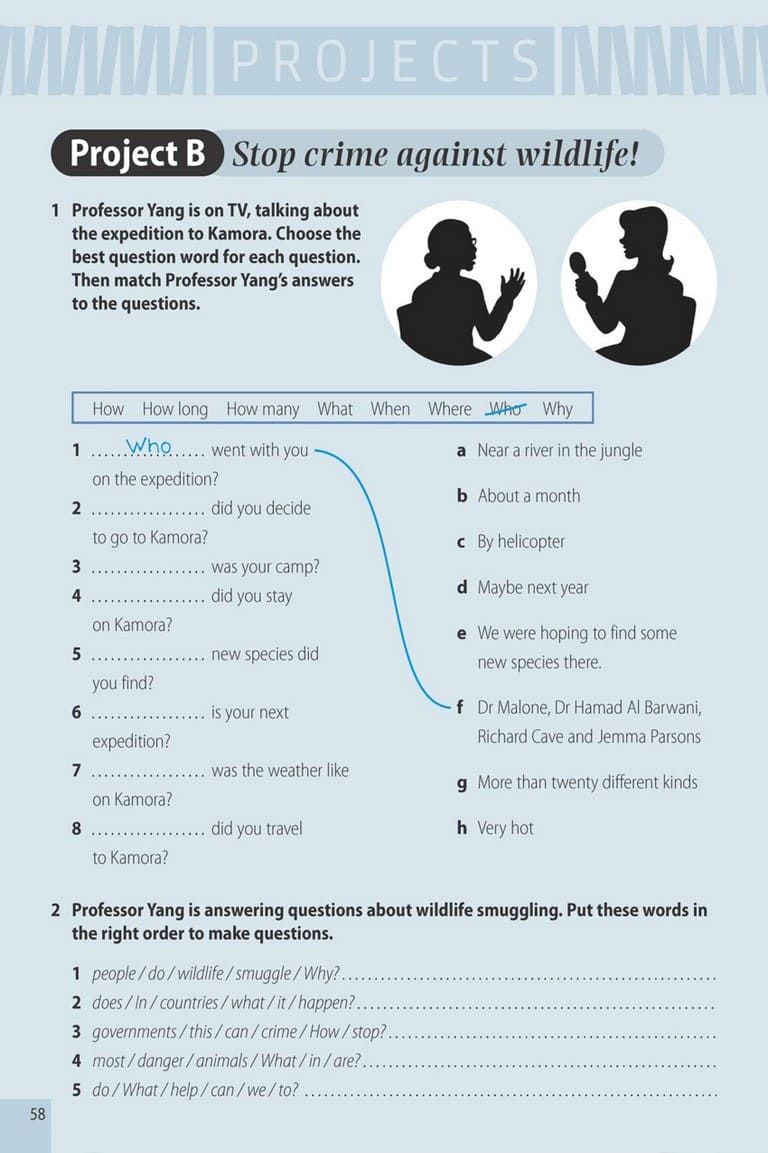 PROJECTS
Project B Stop crime against wildlife!
1 Professor Yang is on TV, talking about
the expedition to Kamora. Choose the
best question word for each question.
Then match Professor Yang's answers
to the questions.
How How long How many What When Where Who Why
1 ......Who...... went with you
on the expedition?
2 .................. did you decide
to go to Kamora?
3 .................. was your camp?
4 .................. did you stay
on Kamora?
5 .................. new species did
you find?
6 .................. is your next
expedition?
7 .................. was the weather like
on Kamora?
8 .................. did you travel
to Kamora?
a Near a river in the jungle
b About a month
c By helicopter
d Maybe next year
e We were hoping to find some
new species there.
f Dr Malone, Dr Hamad Al Barwani,
Richard Cave and Jemma Parsons
g More than twenty different kinds
h Very hot
2 Professor Yang is answering questions about wildlife smuggling. Put these words in
the right order to make questions.
1 people / do / wildlife / smuggle / Why? ..................
2 does / In / countries / what / it / happen? ..................
3 governments / this / can / crime / How / stop? ..................
4 most / danger / animals / What / in / are? ..................
5 do / What / help / can / we / to? ..................
58